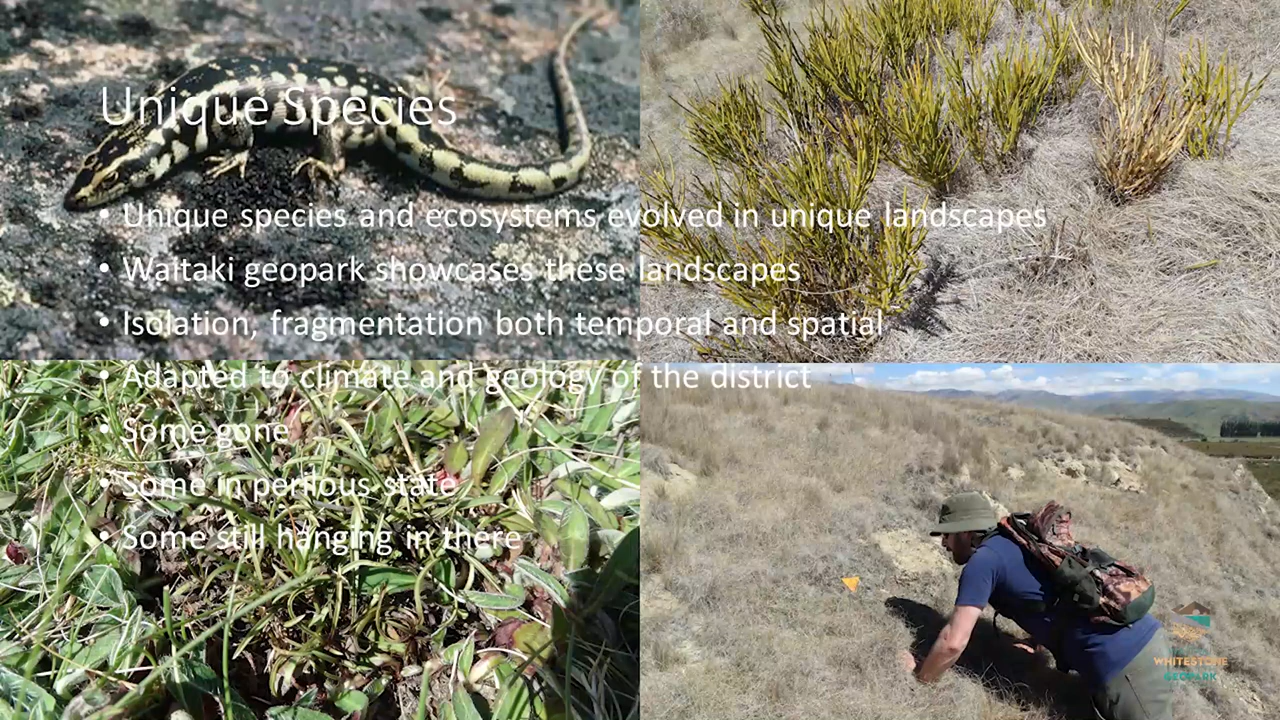 Unique Species
• Unique species and ecosystems evolved in unique landscapes
• Waitaki geopark showcases these landscapes
• Isolation, fragmentation both temporal and spatial
• Adapted to climate and geology of the district
• Some gone
• Some in perilous state
• Some still hanging in there
WHITESTONE
GEOPARK